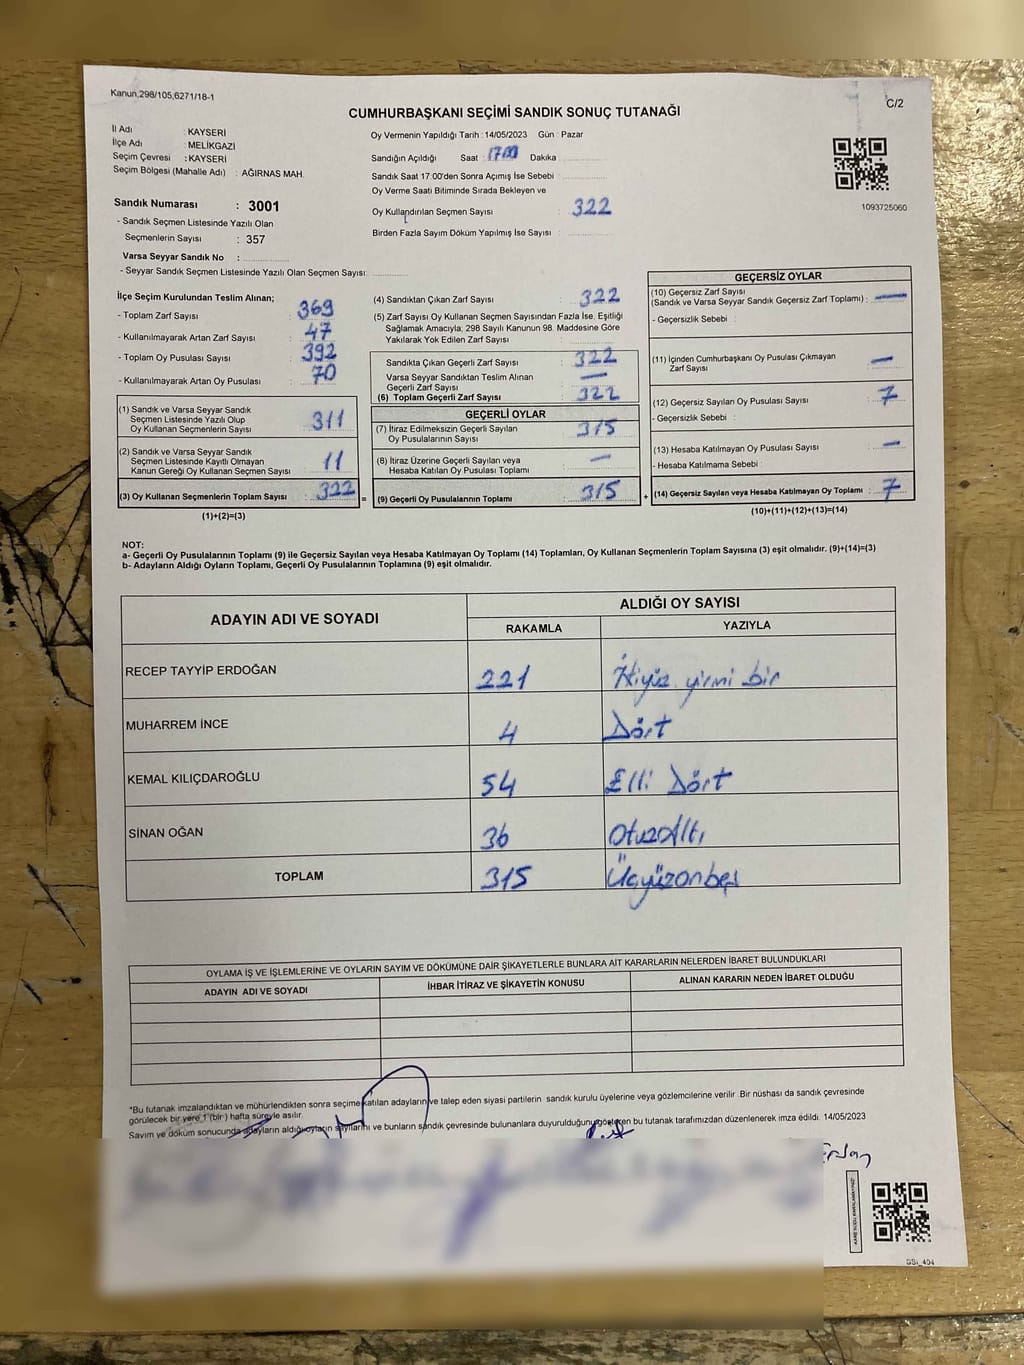 Kanun.298/105,6271/18-1
C/2
CUMHURBAŞKANI SEÇİMİ SANDIK SONUÇ TUTANAĞI
İl Adı : KAYSERİ
İlçe Adı : MELİKGAZİ
Seçim Çevresi : KAYSERİ
Seçim Bölgesi (Mahalle Adı) : AĞIRNAS MAH.
Sandık Numarası : 3001
- Sandık Seçmen Listesinde Yazılı Olan
Seçmenlerin Sayısı : 357
Varsa Seyyar Sandık No :
- Seyyar Sandık Seçmen Listesinde Yazılı Olan Seçmen Sayısı:
Oy Vermenin Yapıldığı Tarih : 14/05/2023 Gün : Pazar
Sandığın Açıldığı Saat : 17:00 Dakika
Sandık Saat 17:00'den Sonra Açımış İse Sebebi :
Oy Verme Saati Bitiminde Sırada Bekleyen ve
Oy Kullandırılan Seçmen Sayısı : 322
Birden Fazla Sayım Döküm Yapılmış İse Sayısı :
1093725060
İlçe Seçim Kurulundan Teslim Alınan;
- Toplam Zarf Sayısı : 369
- Kullanılmayarak Artan Zarf Sayısı : 47
- Toplam Oy Pusulası Sayısı : 392
- Kullanılmayarak Artan Oy Pusulası : 70
(1) Sandık ve Varsa Seyyar Sandık
Seçmen Listesinde Yazılı Olup
Oy Kullanan Seçmenlerin Sayısı : 311
(2) Sandık ve Varsa Seyyar Sandık
Seçmen Listesinde Kayıtlı Olmayan
Kanun Gereği Oy Kullanan Seçmen Sayısı : 11
(3) Oy Kullanan Seçmenlerin Toplam Sayısı : 322
(1)+(2)=(3)
(4) Sandıktan Çıkan Zarf Sayısı : 322
(5) Zarf Sayısı Oy Kullanan Seçmen Sayısından Fazla İse, Eşitliği
Sağlamak Amacıyla; 298 Sayılı Kanunun 98. Maddesine Göre
Yakılarak Yok Edilen Zarf Sayısı :
Sandıkta Çıkan Geçerli Zarf Sayısı : 322
Varsa Seyyar Sandıktan Teslim Alınan
Geçerli Zarf Sayısı : —
(6) Toplam Geçerli Zarf Sayısı : 322
GEÇERLİ OYLAR
(7) İtiraz Edilmeksizin Geçerli Sayılan
Oy Pusulalarının Sayısı : 315
(8) İtiraz Üzerine Geçerli Sayılan veya
Hesaba Katılan Oy Pusulası Toplamı : —
= (9) Geçerli Oy Pusulalarının Toplamı : 315
GEÇERSİZ OYLAR
(10) Geçersiz Zarf Sayısı
(Sandık ve Varsa Seyyar Sandık Geçersiz Zarf Toplamı) : —
- Geçersizlik Sebebi :
(11) İçinden Cumhurbaşkanı Oy Pusulası Çıkmayan
Zarf Sayısı : —
(12) Geçersiz Sayılan Oy Pusulası Sayısı : 7
- Geçersizlik Sebebi :
(13) Hesaba Katılmayan Oy Pusulası Sayısı : —
- Hesaba Katılmama Sebebi :
+ (14) Geçersiz Sayılan veya Hesaba Katılmayan Oy Toplamı : 7
(10)+(11)+(12)+(13)=(14)
NOT:
a- Geçerli Oy Pusulalarının Toplamı (9) ile Geçersiz Sayılan veya Hesaba Katılmayan Oy Toplamı (14) Toplamları, Oy Kullanan Seçmenlerin Toplam Sayısına (3) eşit olmalıdır. (9)+(14)=(3)
b- Adayların Aldığı Oyların Toplamı, Geçerli Oy Pusulalarının Toplamına (9) eşit olmalıdır.
ADAYIN ADI VE SOYADI
ALDIĞI OY SAYISI
RAKAMLA YAZIYLA
RECEP TAYYİP ERDOĞAN 221 İkiyüz yirmi bir
MUHARREM İNCE 4 Dört
KEMAL KILIÇDAROĞLU 54 Elli Dört
SİNAN OĞAN 36 OtuzAltı
TOPLAM 315 Üçyüzonbeş
OYLAMA İŞ VE İŞLEMLERİNE VE OYLARIN SAYIM VE DÖKÜMÜNE DAİR ŞİKAYETLERLE BUNLARA AİT KARARLARIN NELERDEN İBARET BULUNDUKLARI
ADAYIN ADI VE SOYADI İHBAR İTİRAZ VE ŞİKAYETİN KONUSU ALINAN KARARIN NEDEN İBARET OLDUĞU
*Bu tutanak imzalandıktan ve mühürlendikten sonra seçime katılan adayların ve talep eden siyasi partilerin sandık kurulu üyelerine ve gözlemcilerine verilir. Bir nüshası da sandık çevresinde
görülecek bir yere 1 (bir) hafta süreyle asılır.
Sayım ve döküm sonucunda adayların aldığı oyların sayılarını ve bunların sandık çevresinde bulunanlara duyurulduğunu gösteren bu tutanak tarafımızdan düzenlenerek imza edildi. 14/05/2023